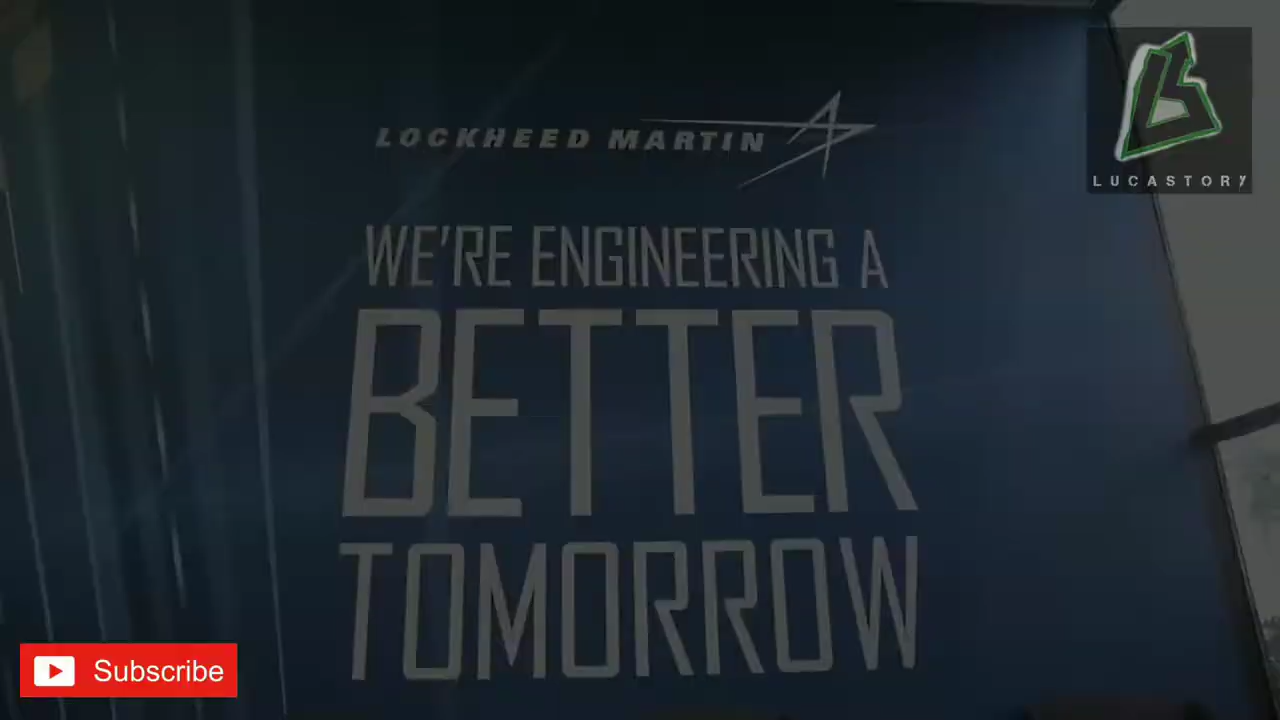 LOCKHEED MARTIN
WE'RE ENGINEERING A
BETTER
TOMORROW
LUCASTORY
Subscribe